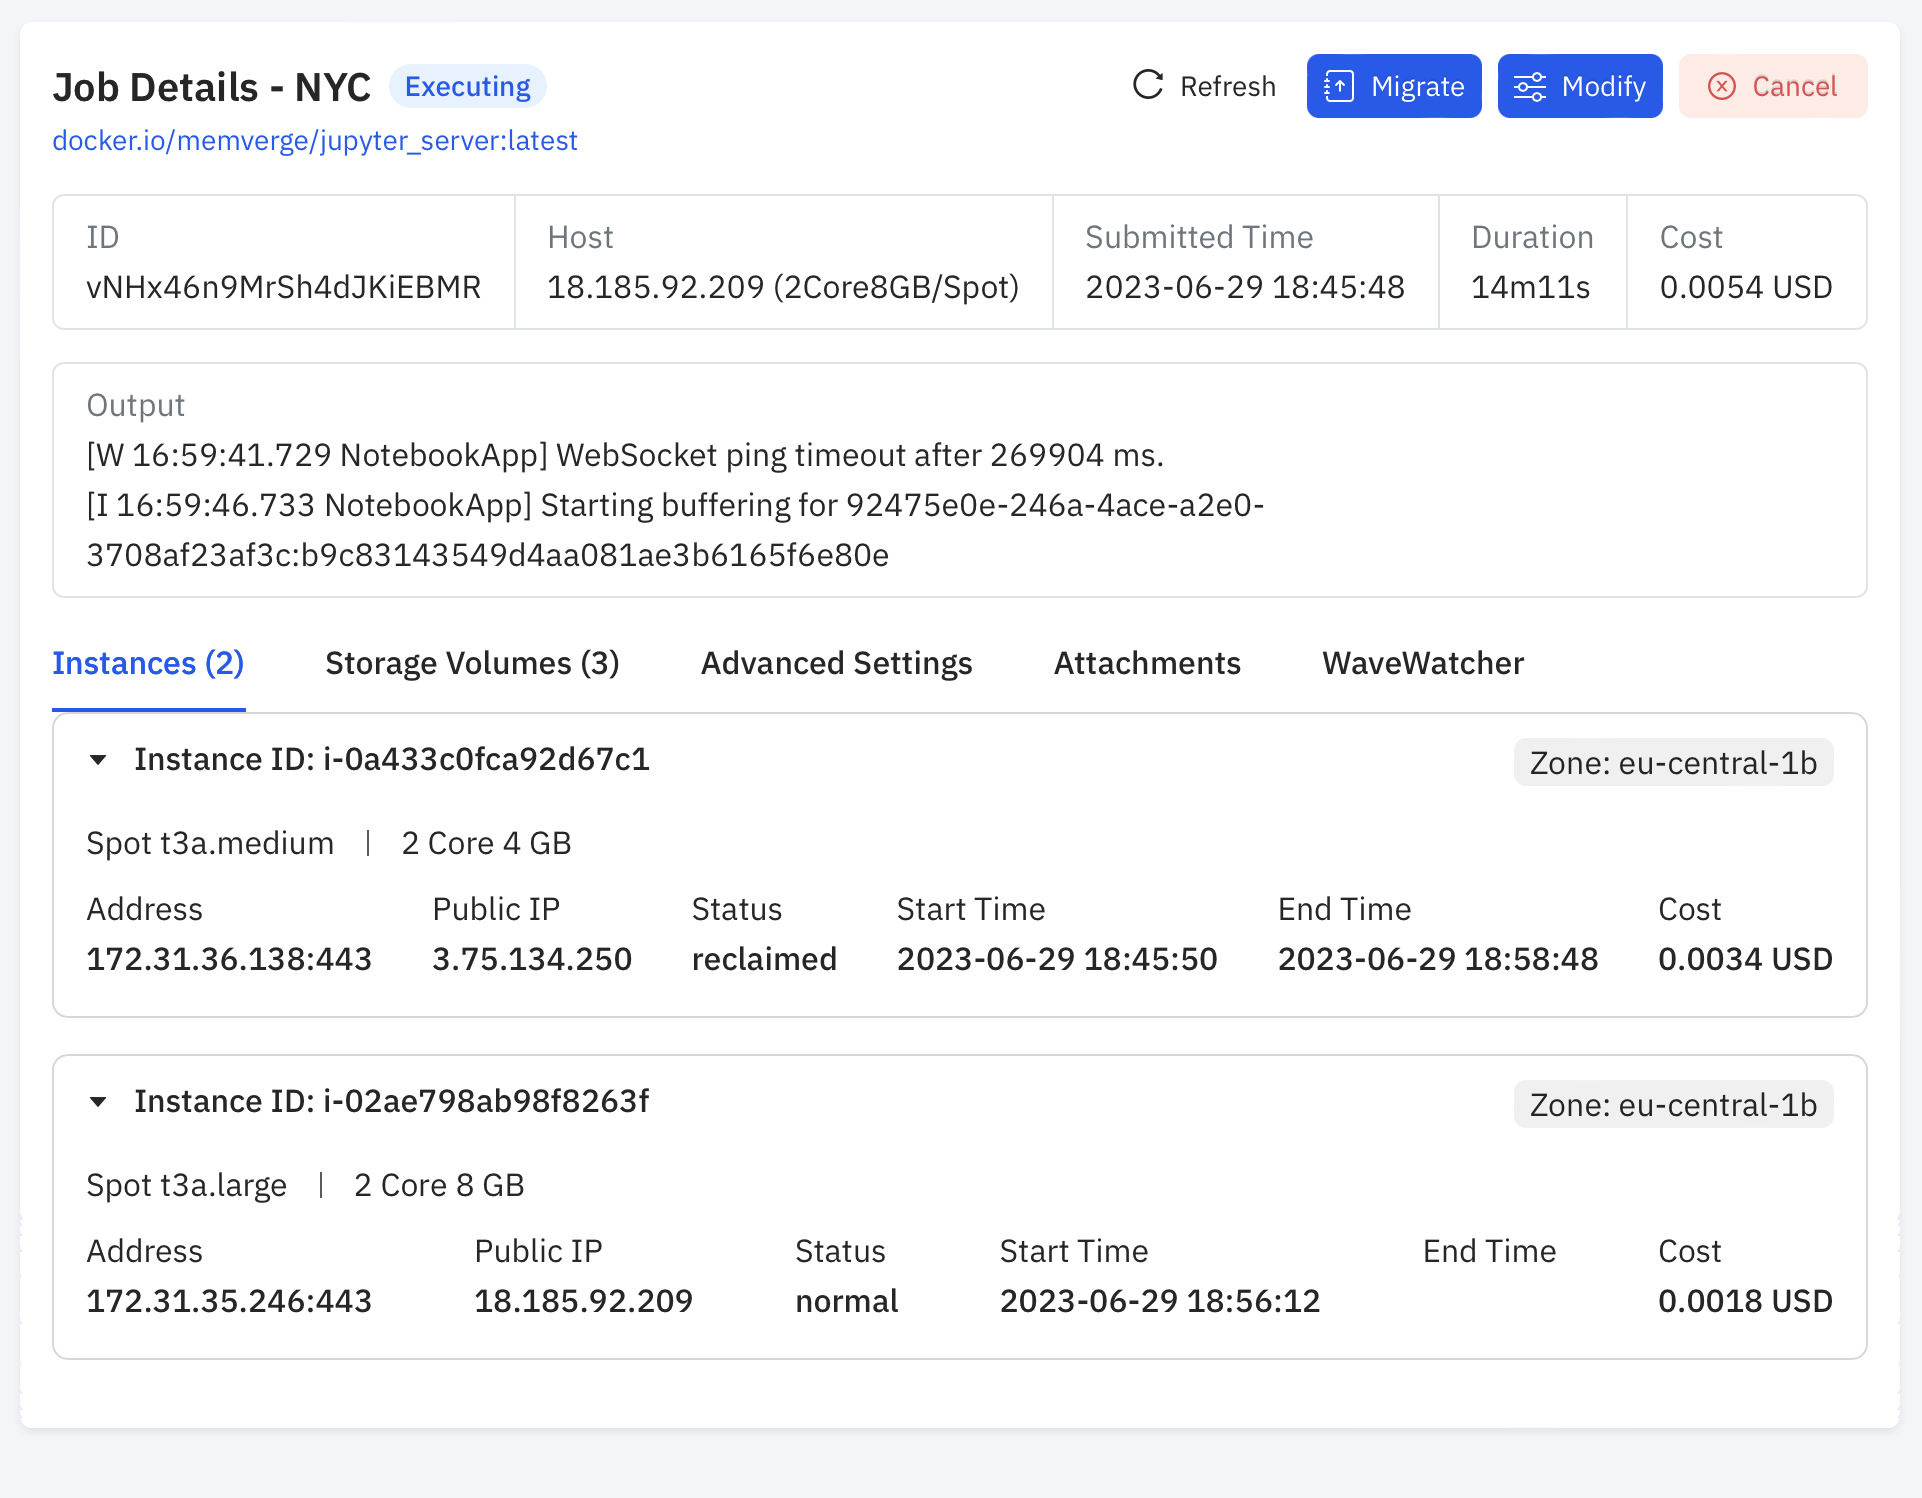 Job Details - NYC Executing Refresh Migrate Modify Cancel
docker.io/memverge/jupyter_server:latest
ID Host Submitted Time Duration Cost
vNHx46n9MrSh4dJKiEBMR 18.185.92.209 (2Core8GB/Spot) 2023-06-29 18:45:48 14m11s 0.0054 USD
Output
[W 16:59:41.729 NotebookApp] WebSocket ping timeout after 269904 ms.
[I 16:59:46.733 NotebookApp] Starting buffering for 92475e0e-246a-4ace-a2e0-
3708af23af3c:b9c83143549d4aa081ae3b6165f6e80e
Instances (2) Storage Volumes (3) Advanced Settings Attachments WaveWatcher
Instance ID: i-0a433c0fca92d67c1 Zone: eu-central-1b
Spot t3a.medium | 2 Core 4 GB
Address Public IP Status Start Time End Time Cost
172.31.36.138:443 3.75.134.250 reclaimed 2023-06-29 18:45:50 2023-06-29 18:58:48 0.0034 USD
Instance ID: i-02ae798ab98f8263f Zone: eu-central-1b
Spot t3a.large | 2 Core 8 GB
Address Public IP Status Start Time End Time Cost
172.31.35.246:443 18.185.92.209 normal 2023-06-29 18:56:12 0.0018 USD